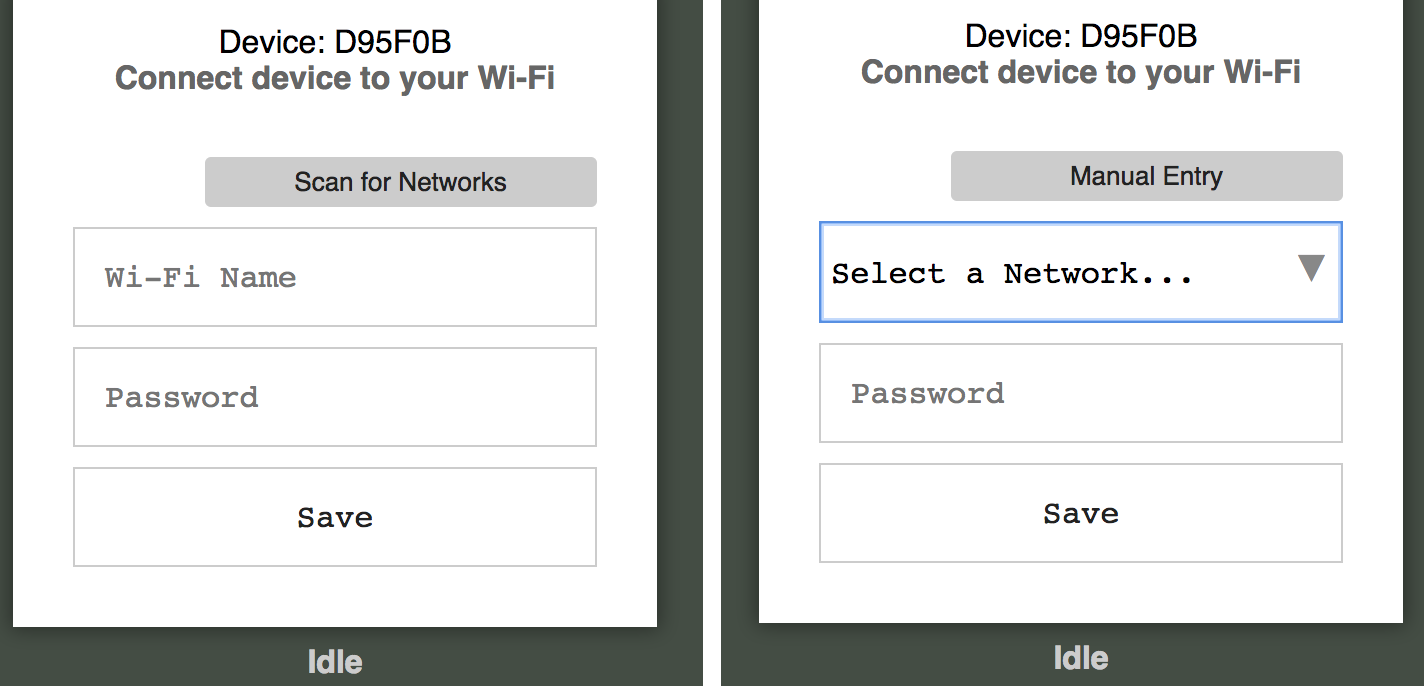 Device: D95F0B
Connect device to your Wi-Fi
Scan for Networks
Wi-Fi Name
Password
Save
Idle
Device: D95F0B
Connect device to your Wi-Fi
Manual Entry
Select a Network...
Password
Save
Idle